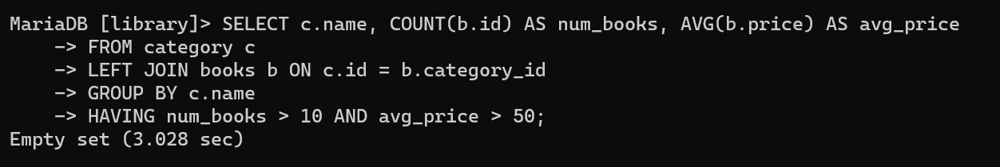 MariaDB [library]> SELECT c.name, COUNT(b.id) AS num_books, AVG(b.price) AS avg_price
    -> FROM category c
    -> LEFT JOIN books b ON c.id = b.category_id
    -> GROUP BY c.name
    -> HAVING num_books > 10 AND avg_price > 50;
Empty set (3.028 sec)